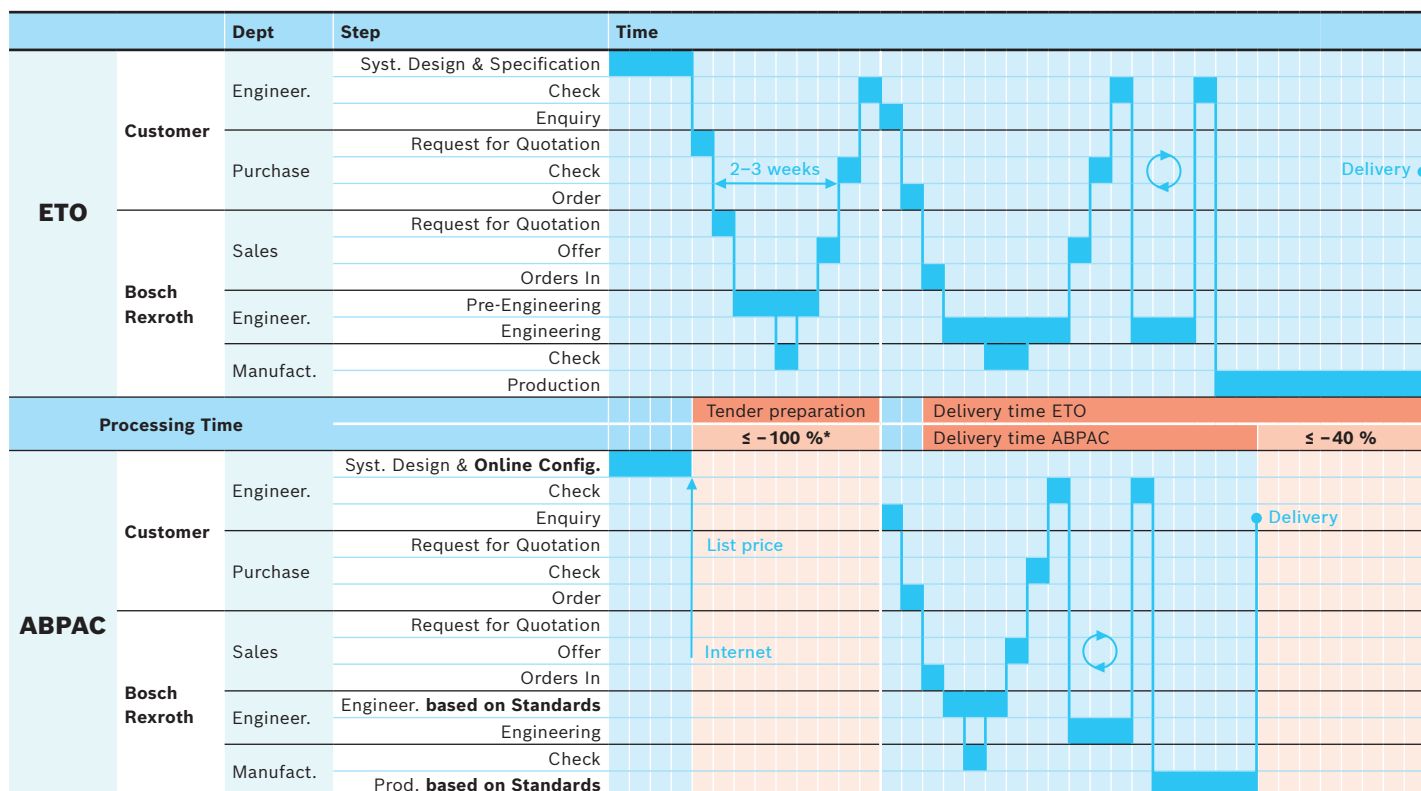 Dept Step Time
Syst. Design & Specification
Engineer. Check
Enquiry
Customer
Request for Quotation
Purchase Check 2–3 weeks Delivery
Order
ETO
Request for Quotation
Sales Offer
Orders In
Bosch
Rexroth
Pre-Engineering
Engineer.
Engineering
Check
Manufact.
Production
Processing Time
Tender preparation Delivery time ETO
≤ –100 %* Delivery time ABPAC ≤ –40 %
Syst. Design & Online Config.
Engineer. Check
Enquiry Delivery
Customer
Request for Quotation List price
Purchase Check
Order
ABPAC
Request for Quotation
Sales Offer Internet
Orders In
Bosch
Rexroth
Engineer. based on Standards
Engineer.
Engineering
Check
Manufact.
Prod. based on Standards